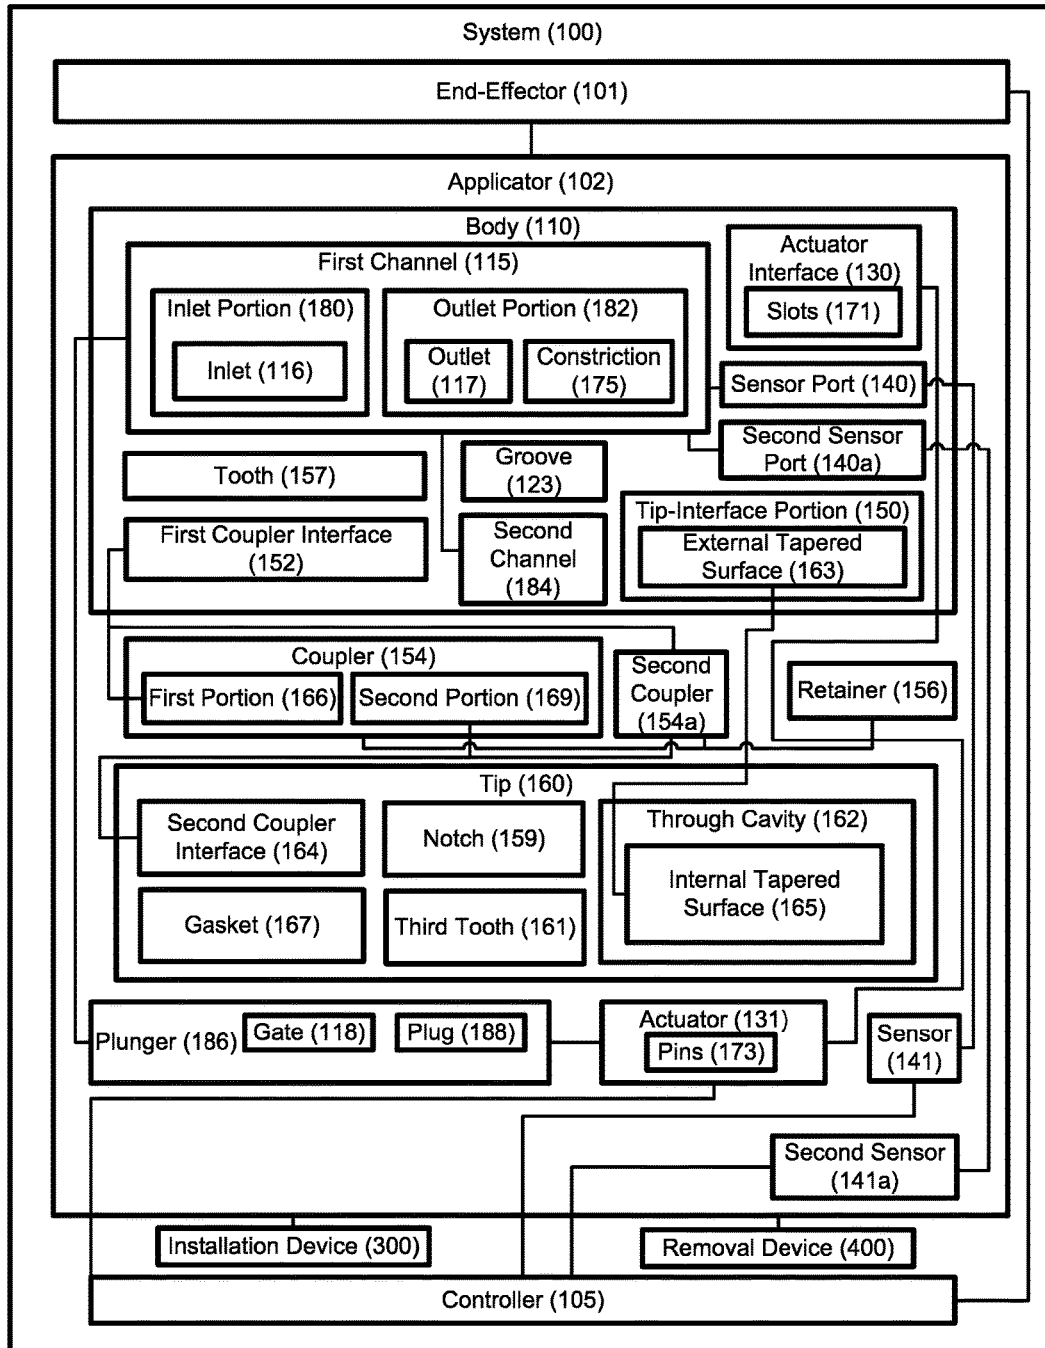 System (100)
End-Effector (101)
Applicator (102)
Body (110)
First Channel (115)
Inlet Portion (180)
Inlet (116)
Outlet Portion (182)
Outlet
(117)
Constriction
(175)
Actuator
Interface (130)
Slots (171)
Sensor Port (140)
Second Sensor
Port (140a)
Tooth (157)
Groove
(123)
First Coupler Interface
(152)
Second
Channel
(184)
Tip-Interface Portion (150)
External Tapered
Surface (163)
Coupler (154)
First Portion (166)
Second Portion (169)
Second
Coupler
(154a)
Retainer (156)
Tip (160)
Second Coupler
Interface (164)
Notch (159)
Through Cavity (162)
Internal Tapered
Surface (165)
Gasket (167)
Third Tooth (161)
Plunger (186)
Gate (118)
Plug (188)
Actuator (131)
Pins (173)
Sensor
(141)
Second Sensor
(141a)
Installation Device (300)
Removal Device (400)
Controller (105)